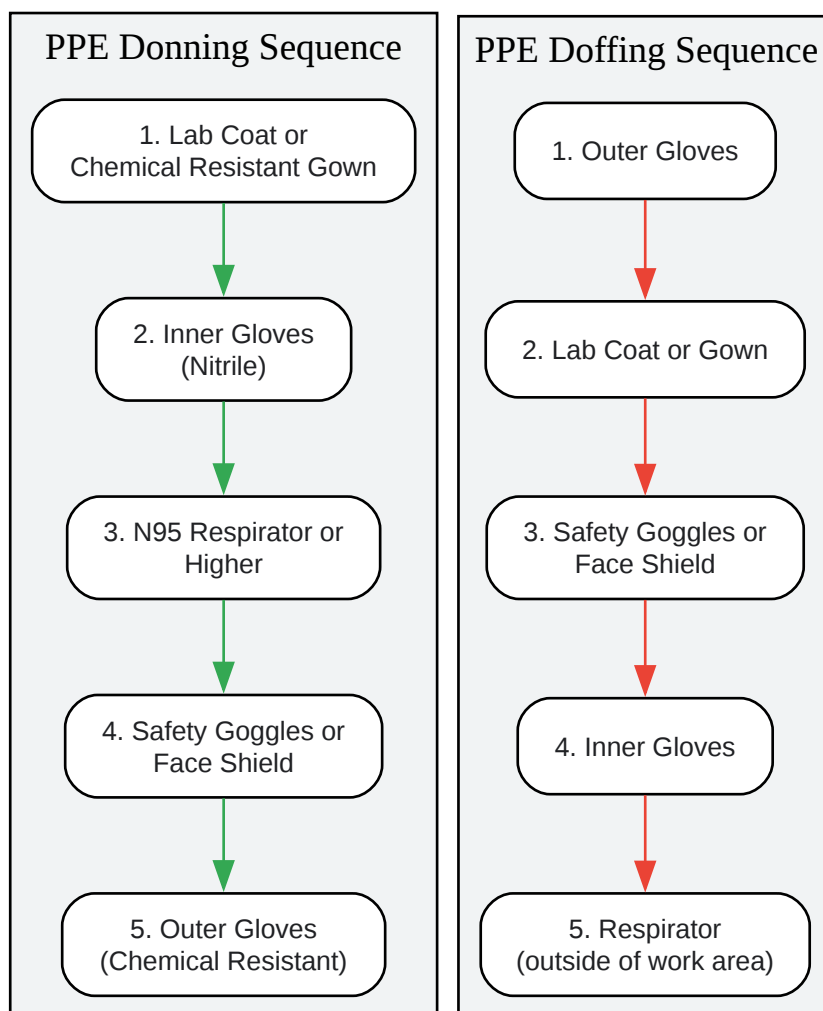 PPE Donning Sequence
1. Lab Coat or
Chemical Resistant Gown
2. Inner Gloves
(Nitrile)
3. N95 Respirator or
Higher
4. Safety Goggles or
Face Shield
5. Outer Gloves
(Chemical Resistant)
PPE Doffing Sequence
1. Outer Gloves
2. Lab Coat or Gown
3. Safety Goggles or
Face Shield
4. Inner Gloves
5. Respirator
(outside of work area)